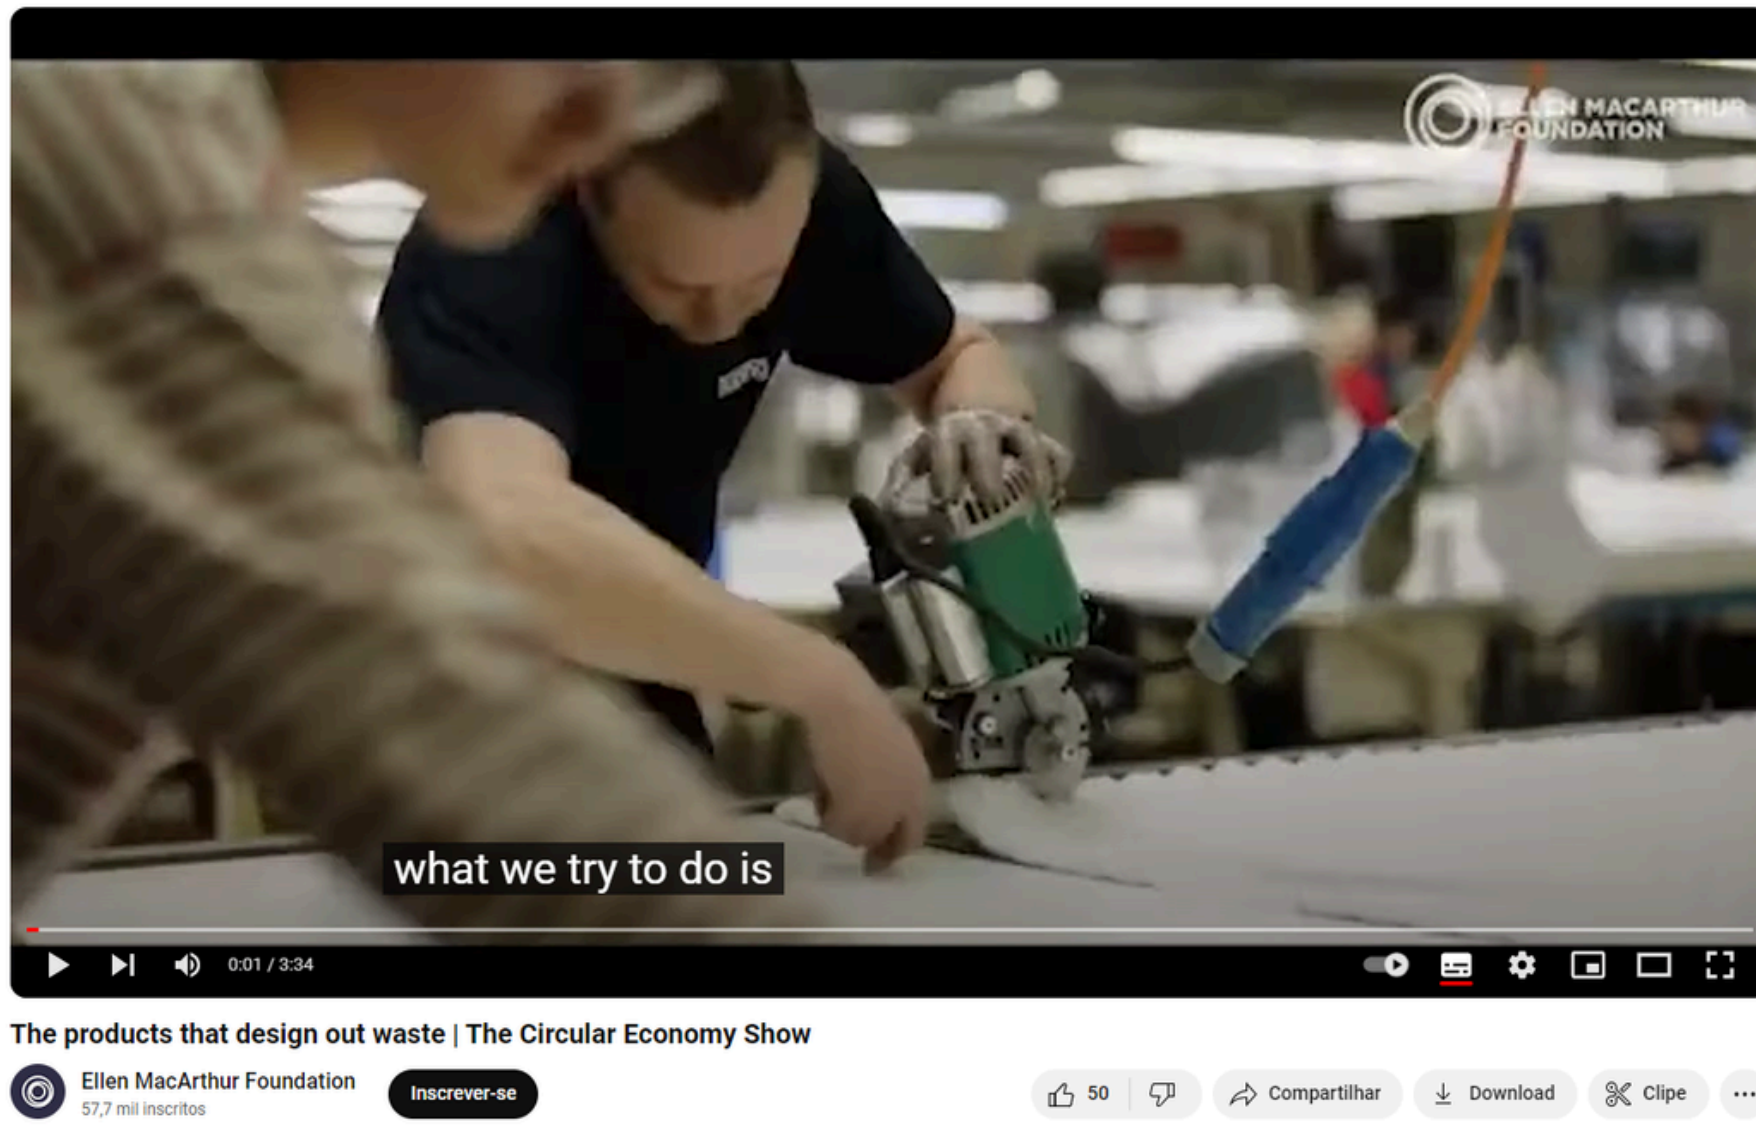 ELLEN MACARTHUR
FOUNDATION
what we try to do is
0:01 / 3:34
The products that design out waste | The Circular Economy Show
Ellen MacArthur Foundation
57,7 mil inscritos
Inscrever-se
50
Compartilhar
Download
Clipe